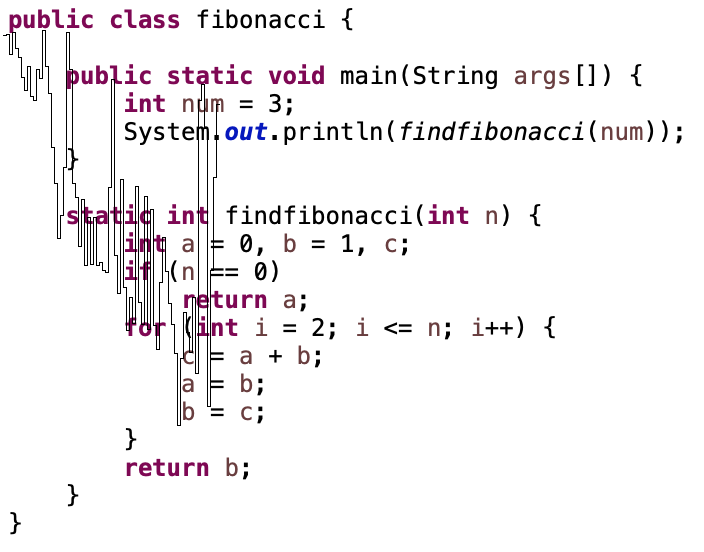 public class fibonacci {
public static void main(String args[]) {
int num = 3;
System.out.println(findfibonacci(num));
}
static int findfibonacci(int n) {
int a = 0, b = 1, c;
if (n == 0)
return a;
for (int i = 2; i <= n; i++) {
c = a + b;
a = b;
b = c;
}
return b;
}
}